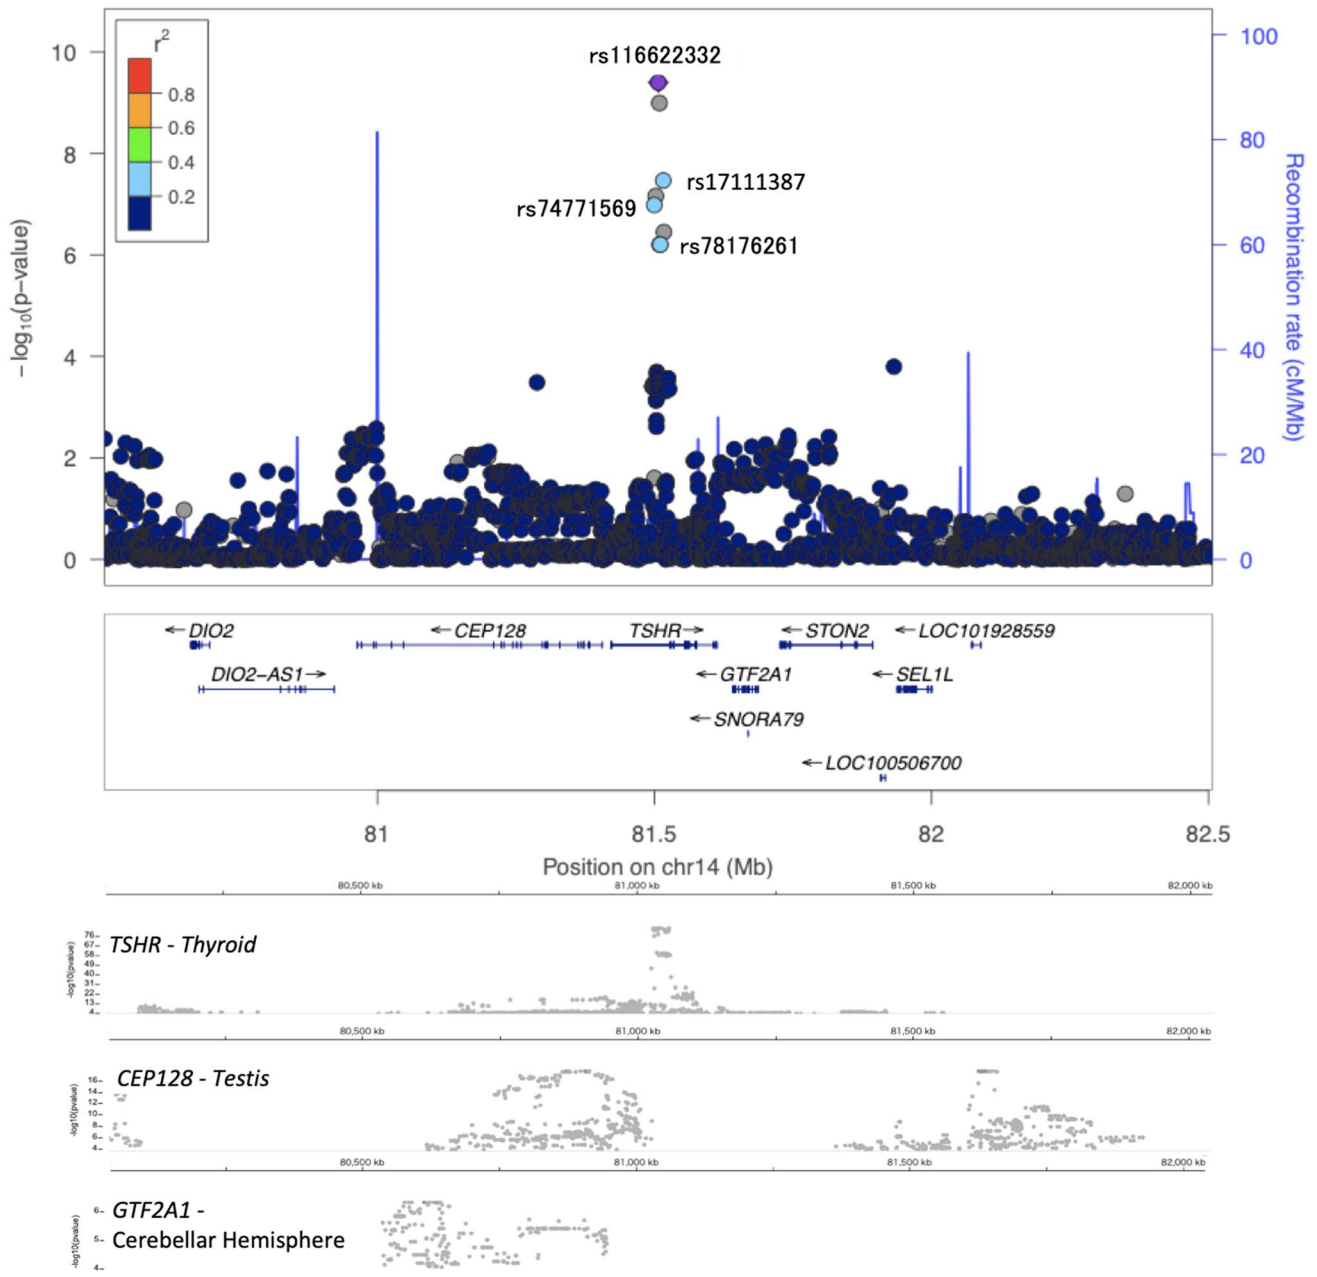 r2
0.8
0.6
0.4
0.2
10
8
6
4
2
0
− log10(p−value)
100
80
60
40
20
0
Recombination rate (cM/Mb)
rs116622332
rs17111387
rs74771569
rs78176261
←DIO2
←CEP128
TSHR→
←STON2
←LOC101928559
DIO2−AS1→
←GTF2A1
←SEL1L
←SNORA79
←LOC100506700
81
81.5
82
82.5
Position on chr14 (Mb)
80,500 kb
81,000 kb
81,500 kb
82,000 kb
TSHR - Thyroid
-log10(pvalue)
76
67
58
49
40
31
22
13
4
80,500 kb
81,000 kb
81,500 kb
82,000 kb
CEP128 - Testis
-log10(pvalue)
16
14
12
10
8
6
4
80,500 kb
81,000 kb
81,500 kb
82,000 kb
GTF2A1 -
Cerebellar Hemisphere
-log10(pvalue)
6
5
4